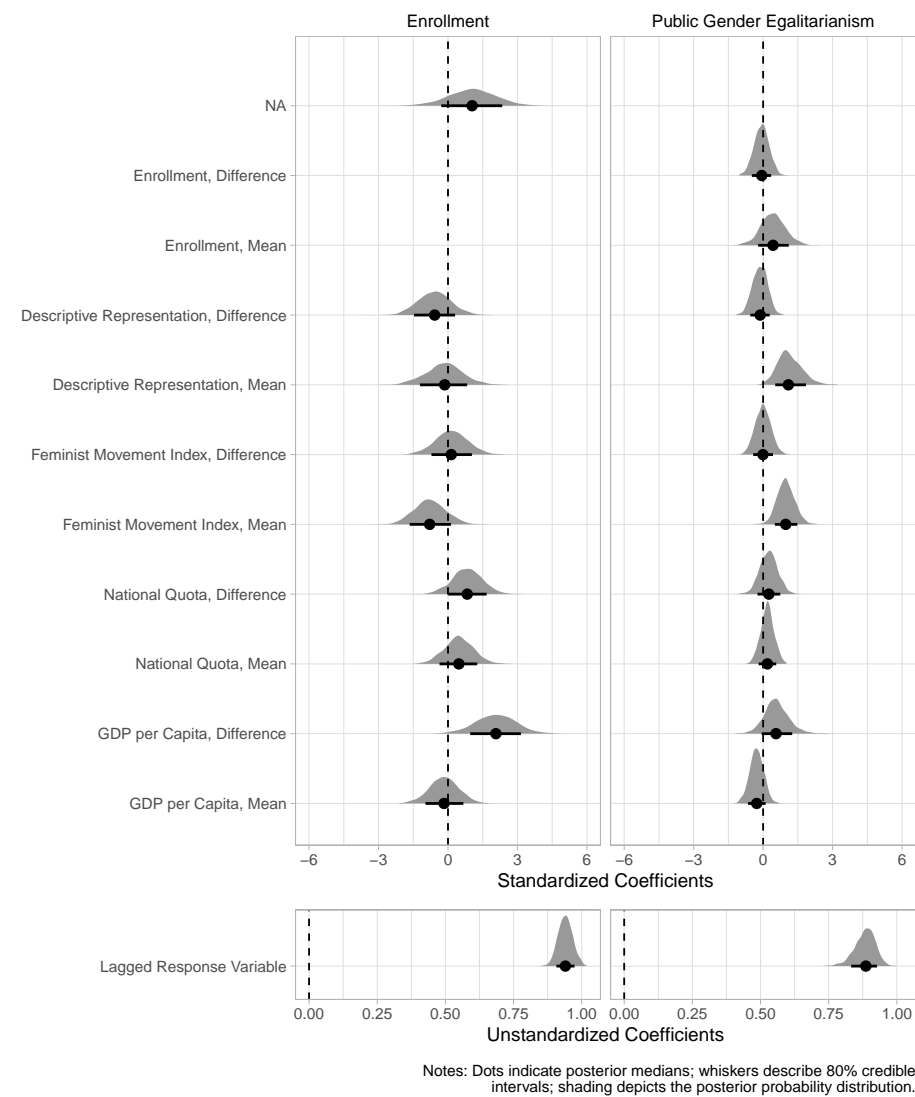 Enrollment
Public Gender Egalitarianism
NA
Enrollment, Difference
Enrollment, Mean
Descriptive Representation, Difference
Descriptive Representation, Mean
Feminist Movement Index, Difference
Feminist Movement Index, Mean
National Quota, Difference
National Quota, Mean
GDP per Capita, Difference
GDP per Capita, Mean
−6 −3 0 3 6 −6 −3 0 3 6
Standardized Coefficients
Lagged Response Variable
0.00 0.25 0.50 0.75 1.00 0.00 0.25 0.50 0.75 1.00
Unstandardized Coefficients
Notes: Dots indicate posterior medians; whiskers describe 80% credible
intervals; shading depicts the posterior probability distribution.